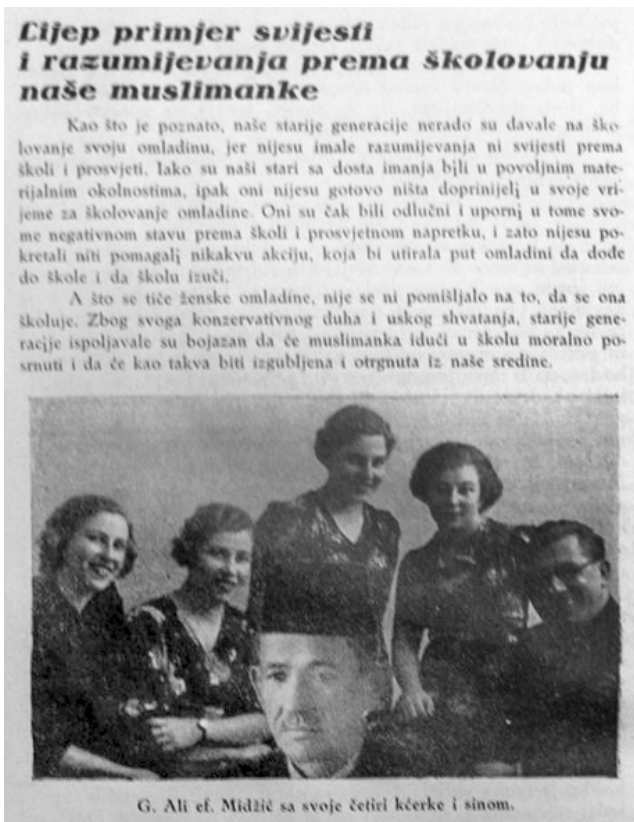 Lijep primjer svijesti
i razumijevanja prema školovanju
naše muslimanke
Kao što je poznato, naše starije generacije nerado su davale na ško-
lovanje svoju omladinu, jer nijesu imale razumijevanja ni svijesti prema
školi i prosvjeti. Iako su naši stari sa dosta imanja bili u povoljnim mate-
rijalnim okolnostima, ipak oni nijesu gotovo ništa doprinijeli u svoje vri-
jeme za školovanje omladine. Oni su čak bili odlučni i uporni u tome svo-
me negativnom stavu prema školi i prosvjetnom napretku, i zato nijesu po-
kretali niti pomagali nikakvu akciju, koja bi utirala put omladini da dođe
do škole i da školu izuči.
A što se tiče ženske omladine, nije se ni pomišljalo na to, da se ona
školuje. Zbog svoga konzervativnog duha i uskog shvatanja, starije gene-
racije ispoljavale su bojazan da će muslimanka idući u školu moralno po-
srnuti i da će kao takva biti izgubljena i otrgnuta iz naše sredine.
G. Ali ef. Midžić sa svoje četiri kćerke i sinom.